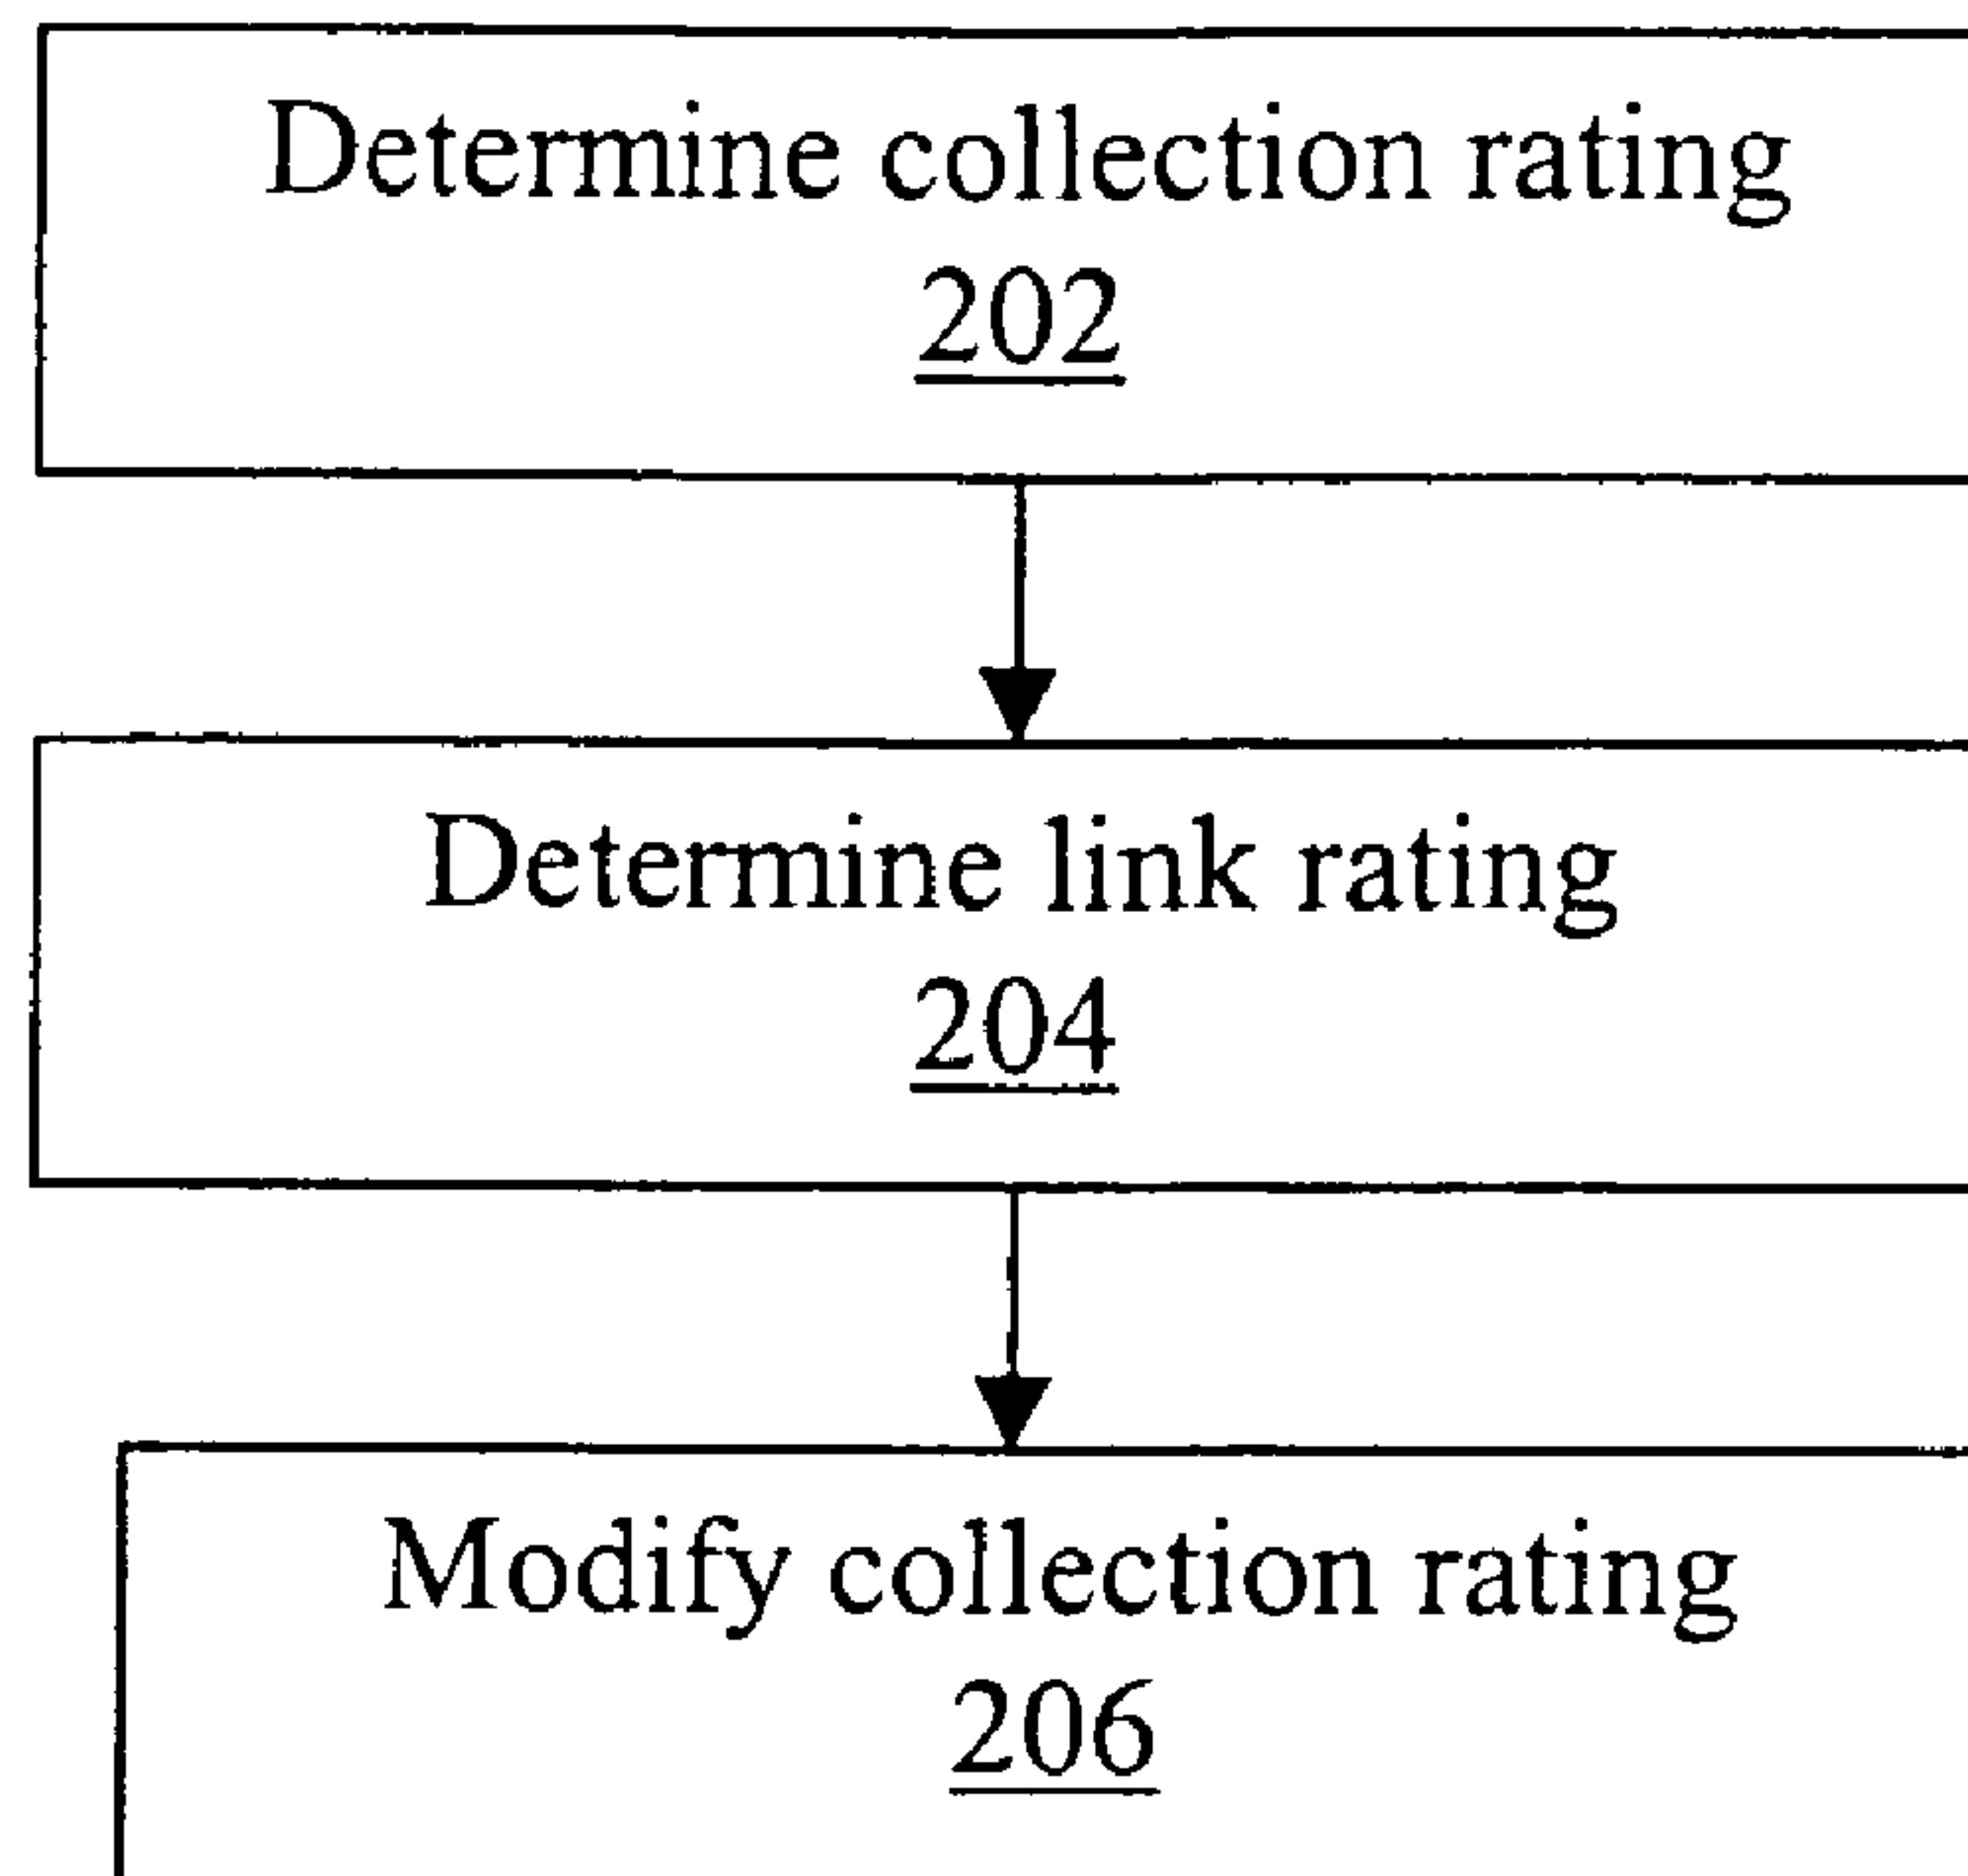 Determine collection rating
202
Determine link rating
204
Modify collection rating
206